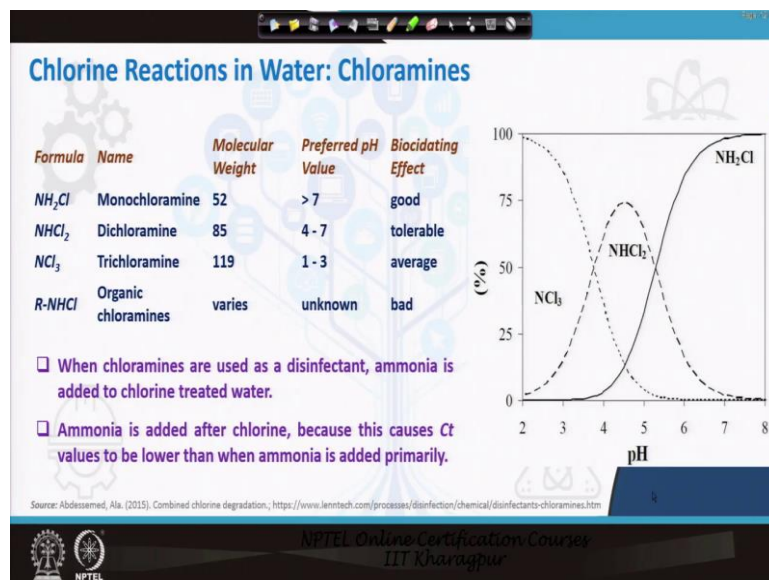 Chlorine Reactions in Water: Chloramines
Formula Name Molecular Weight Preferred pH Value Biocidating Effect
NH2Cl Monochloramine 52 > 7 good
NHCl2 Dichloramine 85 4 - 7 tolerable
NCl3 Trichloramine 119 1 - 3 average
R-NHCl Organic chloramines varies unknown bad
❑ When chloramines are used as a disinfectant, ammonia is
added to chlorine treated water.
❑ Ammonia is added after chlorine, because this causes Ct
values to be lower than when ammonia is added primarily.
100
75
50
25
0
(%)
NH2Cl
NHCl2
NCl3
2 3 4 5 6 7 8
pH
Source: Abdessemed, Ala. (2015). Combined chlorine degradation.; https://www.lenntech.com/processes/disinfection/chemical/disinfectants-chloramines.htm
NPTEL Online Certification Courses
IIT Kharagpur
NPTEL